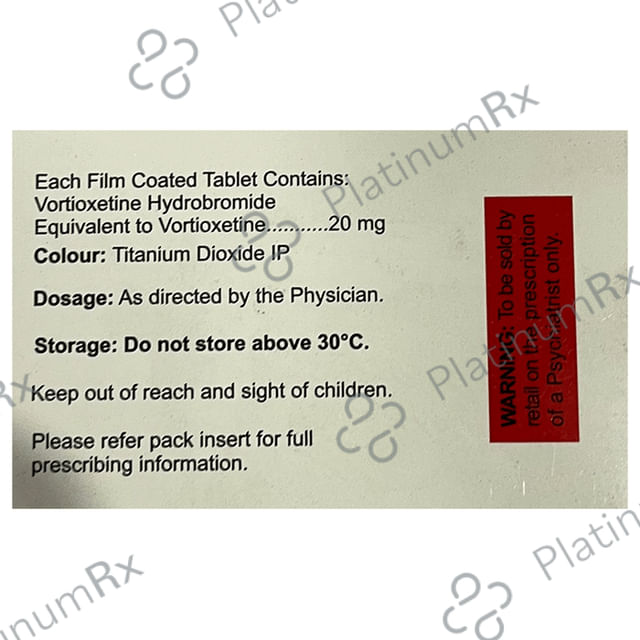 Each Film Coated Tablet Contains:
Vortioxetine Hydrobromide
Equivalent to Vortioxetine...........20 mg
Colour: Titanium Dioxide IP
Dosage: As directed by the Physician.
Storage: Do not store above 30°C.
Keep out of reach and sight of children.
Please refer pack insert for full
prescribing information.
WARNING: To be sold by
retail on the prescription
of a Psychiatrist only.
PlatinumRx
PlatinumRx